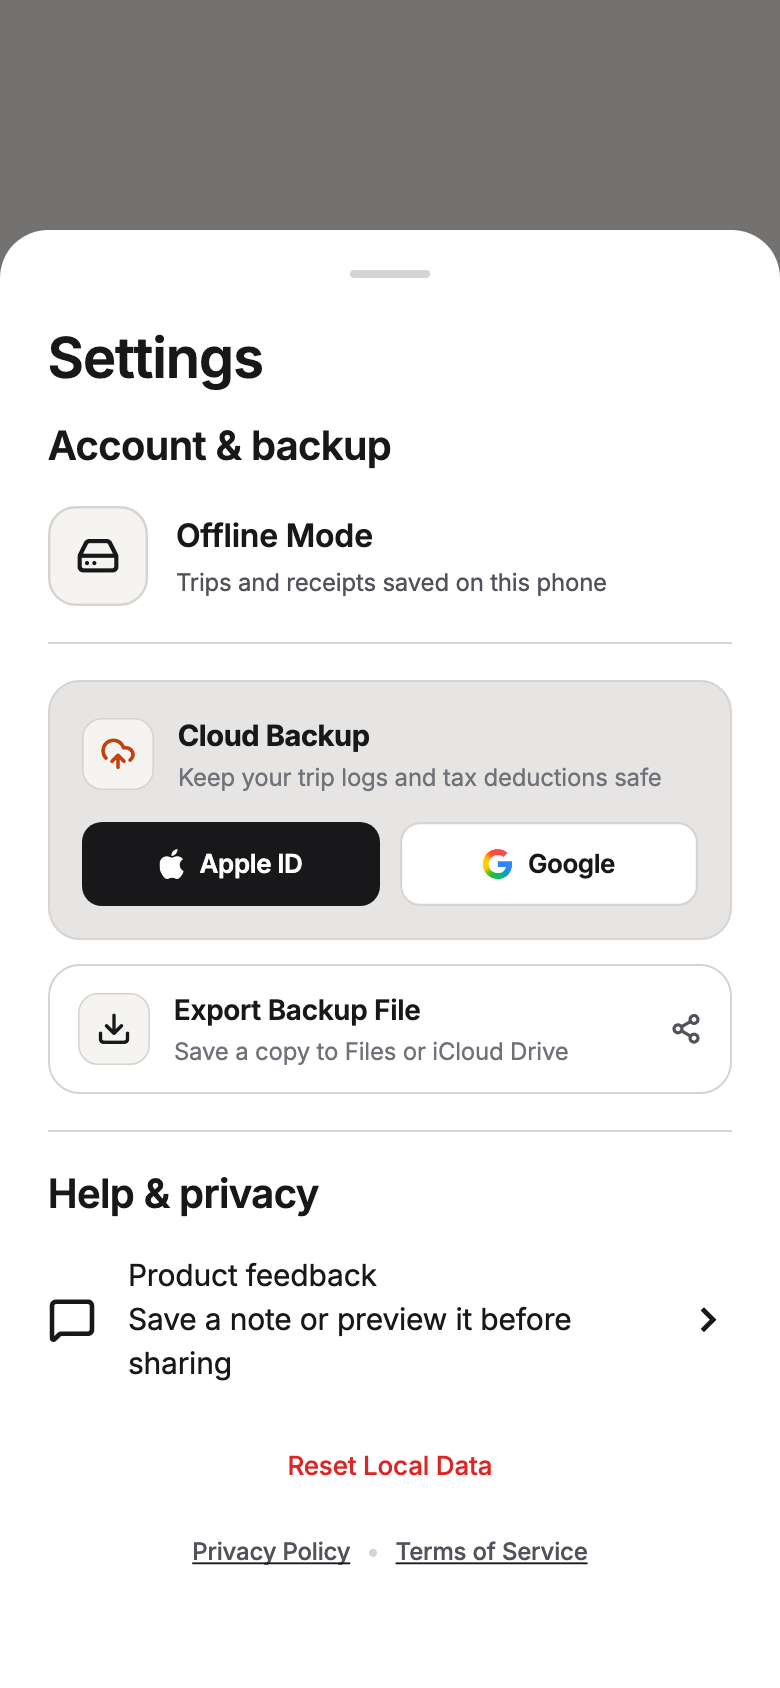 Settings
Account & backup
Offline Mode
Trips and receipts saved on this phone
Cloud Backup
Keep your trip logs and tax deductions safe
Apple ID
Google
Export Backup File
Save a copy to Files or iCloud Drive
Help & privacy
Product feedback
Save a note or preview it before
sharing
Reset Local Data
Privacy Policy • Terms of Service